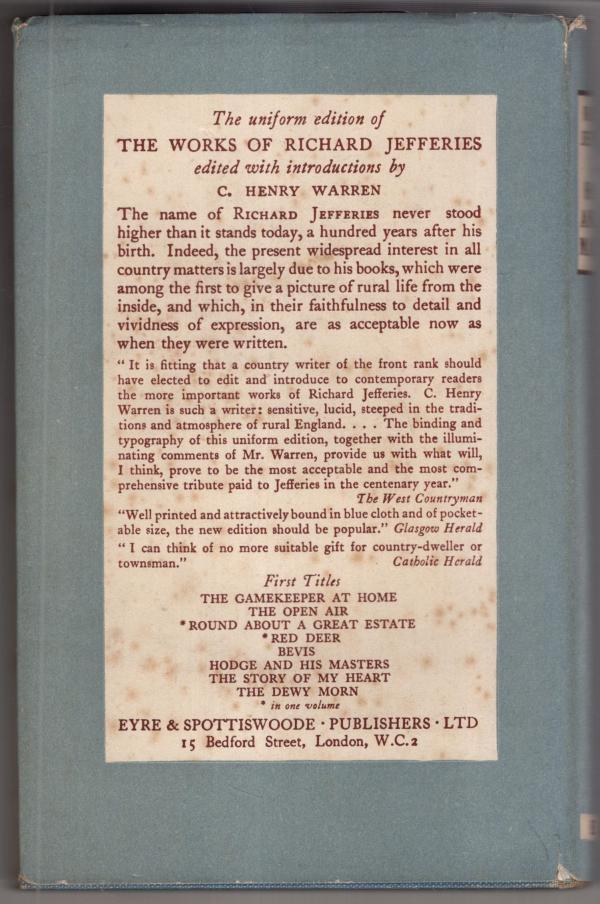 The uniform edition of
THE WORKS OF RICHARD JEFFERIES
edited with introductions by
C. HENRY WARREN
The name of RICHARD JEFFERIES never stood
higher than it stands today, a hundred years after his
birth. Indeed, the present widespread interest in all
country matters is largely due to his books, which were
among the first to give a picture of rural life from the
inside, and which, in their faithfulness to detail and
vividness of expression, are as acceptable now as
when they were written.
“ It is fitting that a country writer of the front rank should
have elected to edit and introduce to contemporary readers
the more important works of Richard Jefferies. C. Henry
Warren is such a writer: sensitive, lucid, steeped in the tradi-
tions and atmosphere of rural England. . . . The binding and
typography of this uniform edition, together with the illumi-
nating comments of Mr. Warren, provide us with what will,
I think, prove to be the most acceptable and the most com-
prehensive tribute paid to Jefferies in the centenary year.”
The West Countryman
“Well printed and attractively bound in blue cloth and of pocket-
able size, the new edition should be popular.” Glasgow Herald
“ I can think of no more suitable gift for country-dweller or
townsman.” Catholic Herald
First Titles
THE GAMEKEEPER AT HOME
THE OPEN AIR
*ROUND ABOUT A GREAT ESTATE
*RED DEER
BEVIS
HODGE AND HIS MASTERS
THE STORY OF MY HEART
THE DEWY MORN
* in one volume
EYRE & SPOTTISWOODE · PUBLISHERS · LTD
15 Bedford Street, London, W.C.2